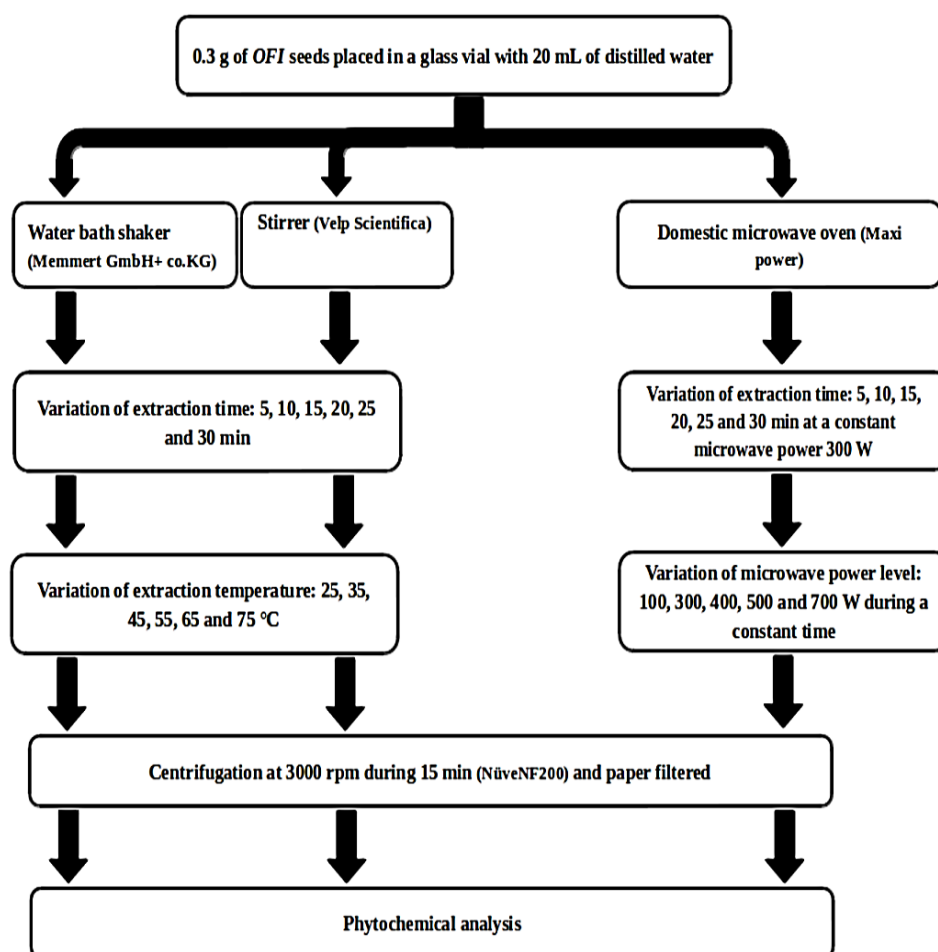 0.3 g of OFI seeds placed in a glass vial with 20 mL of distilled water
Water bath shaker
(Memmert GmbH+ co.KG)
Stirrer (Velp Scientifica)
Domestic microwave oven (Maxi
power)
Variation of extraction time: 5, 10, 15, 20, 25
and 30 min
Variation of extraction time: 5, 10, 15,
20, 25 and 30 min at a constant
microwave power 300 W
Variation of extraction temperature: 25, 35,
45, 55, 65 and 75 °C
Variation of microwave power level:
100, 300, 400, 500 and 700 W during a
constant time
Centrifugation at 3000 rpm during 15 min (NüveNF200) and paper filtered
Phytochemical analysis